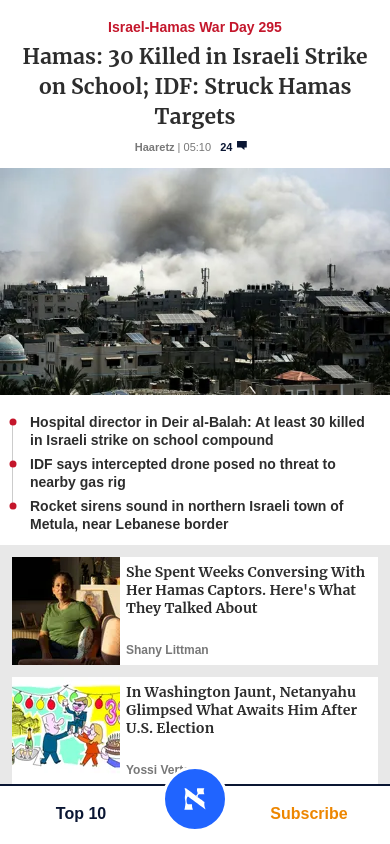 Israel-Hamas War Day 295
Hamas: 30 Killed in Israeli Strike
on School; IDF: Struck Hamas
Targets
Haaretz | 05:10 24
Hospital director in Deir al-Balah: At least 30 killed
in Israeli strike on school compound
IDF says intercepted drone posed no threat to
nearby gas rig
Rocket sirens sound in northern Israeli town of
Metula, near Lebanese border
She Spent Weeks Conversing With
Her Hamas Captors. Here's What
They Talked About
Shany Littman
In Washington Jaunt, Netanyahu
Glimpsed What Awaits Him After
U.S. Election
Yossi
Top 10
Subscribe